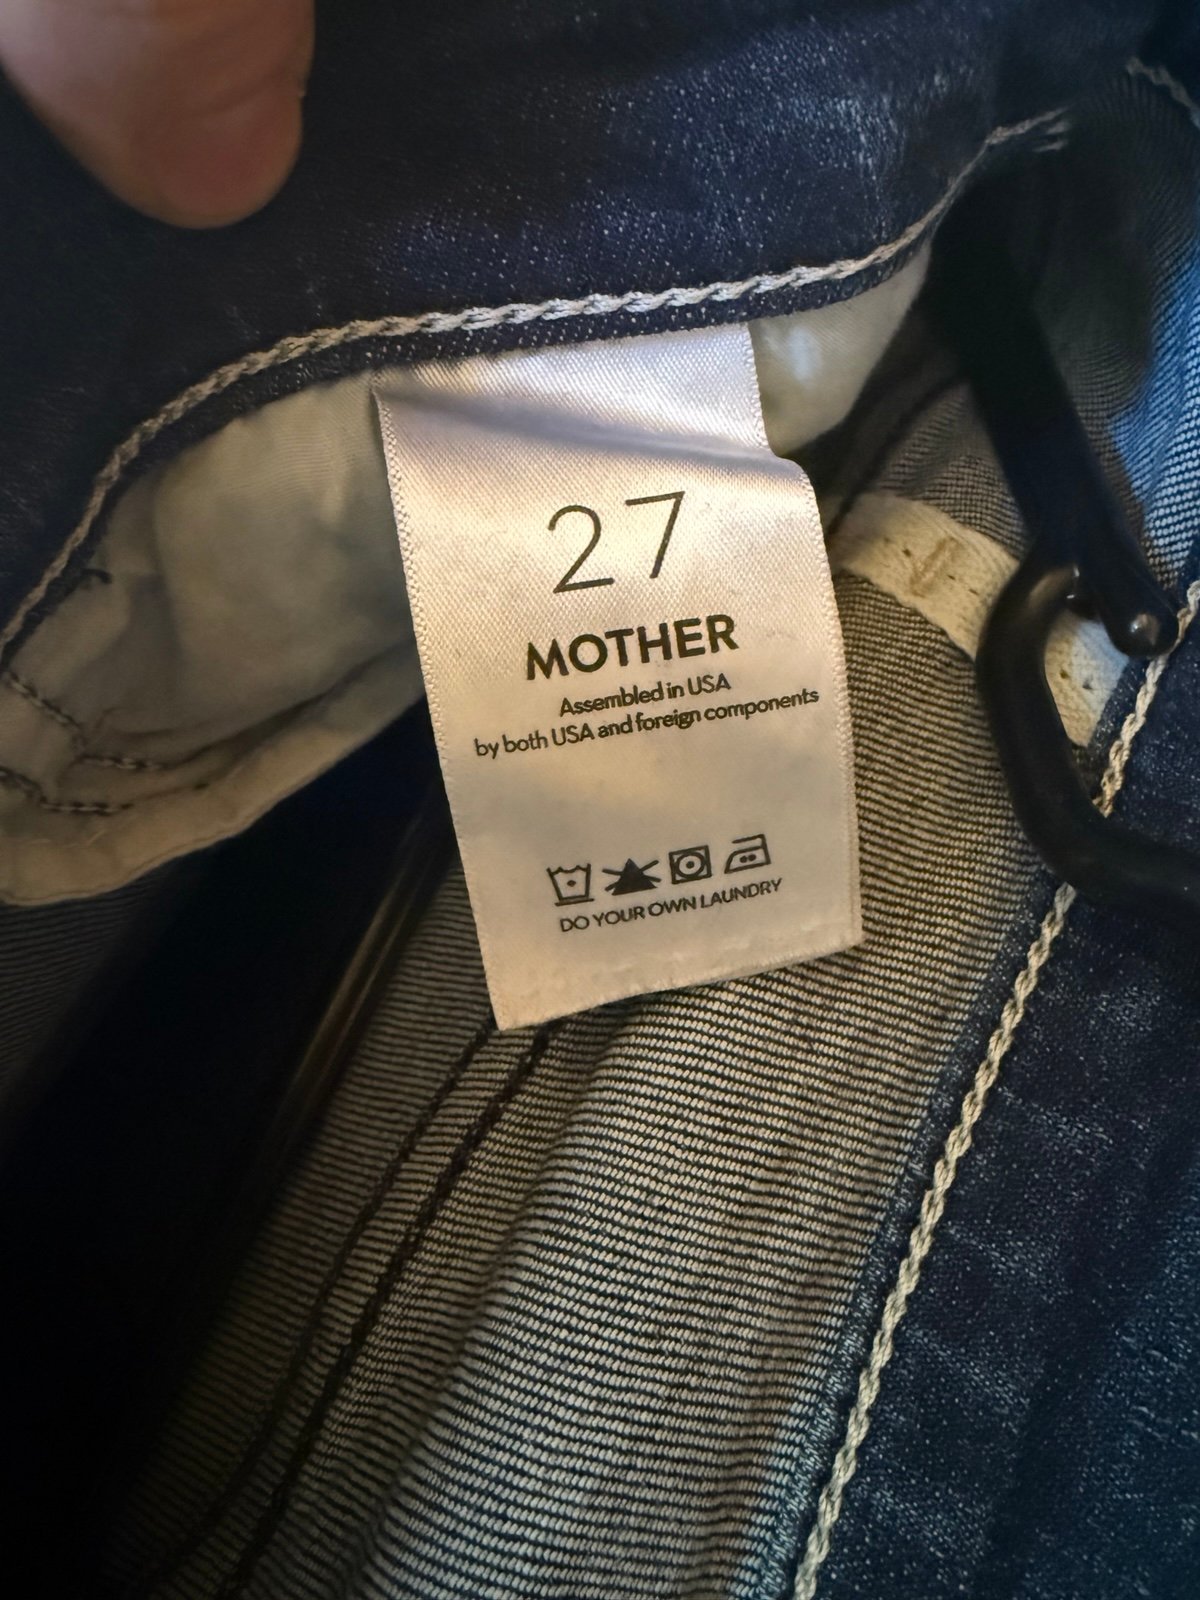 27
MOTHER
Assembled in USA
by both USA and foreign components
DO YOUR OWN LAUNDRY